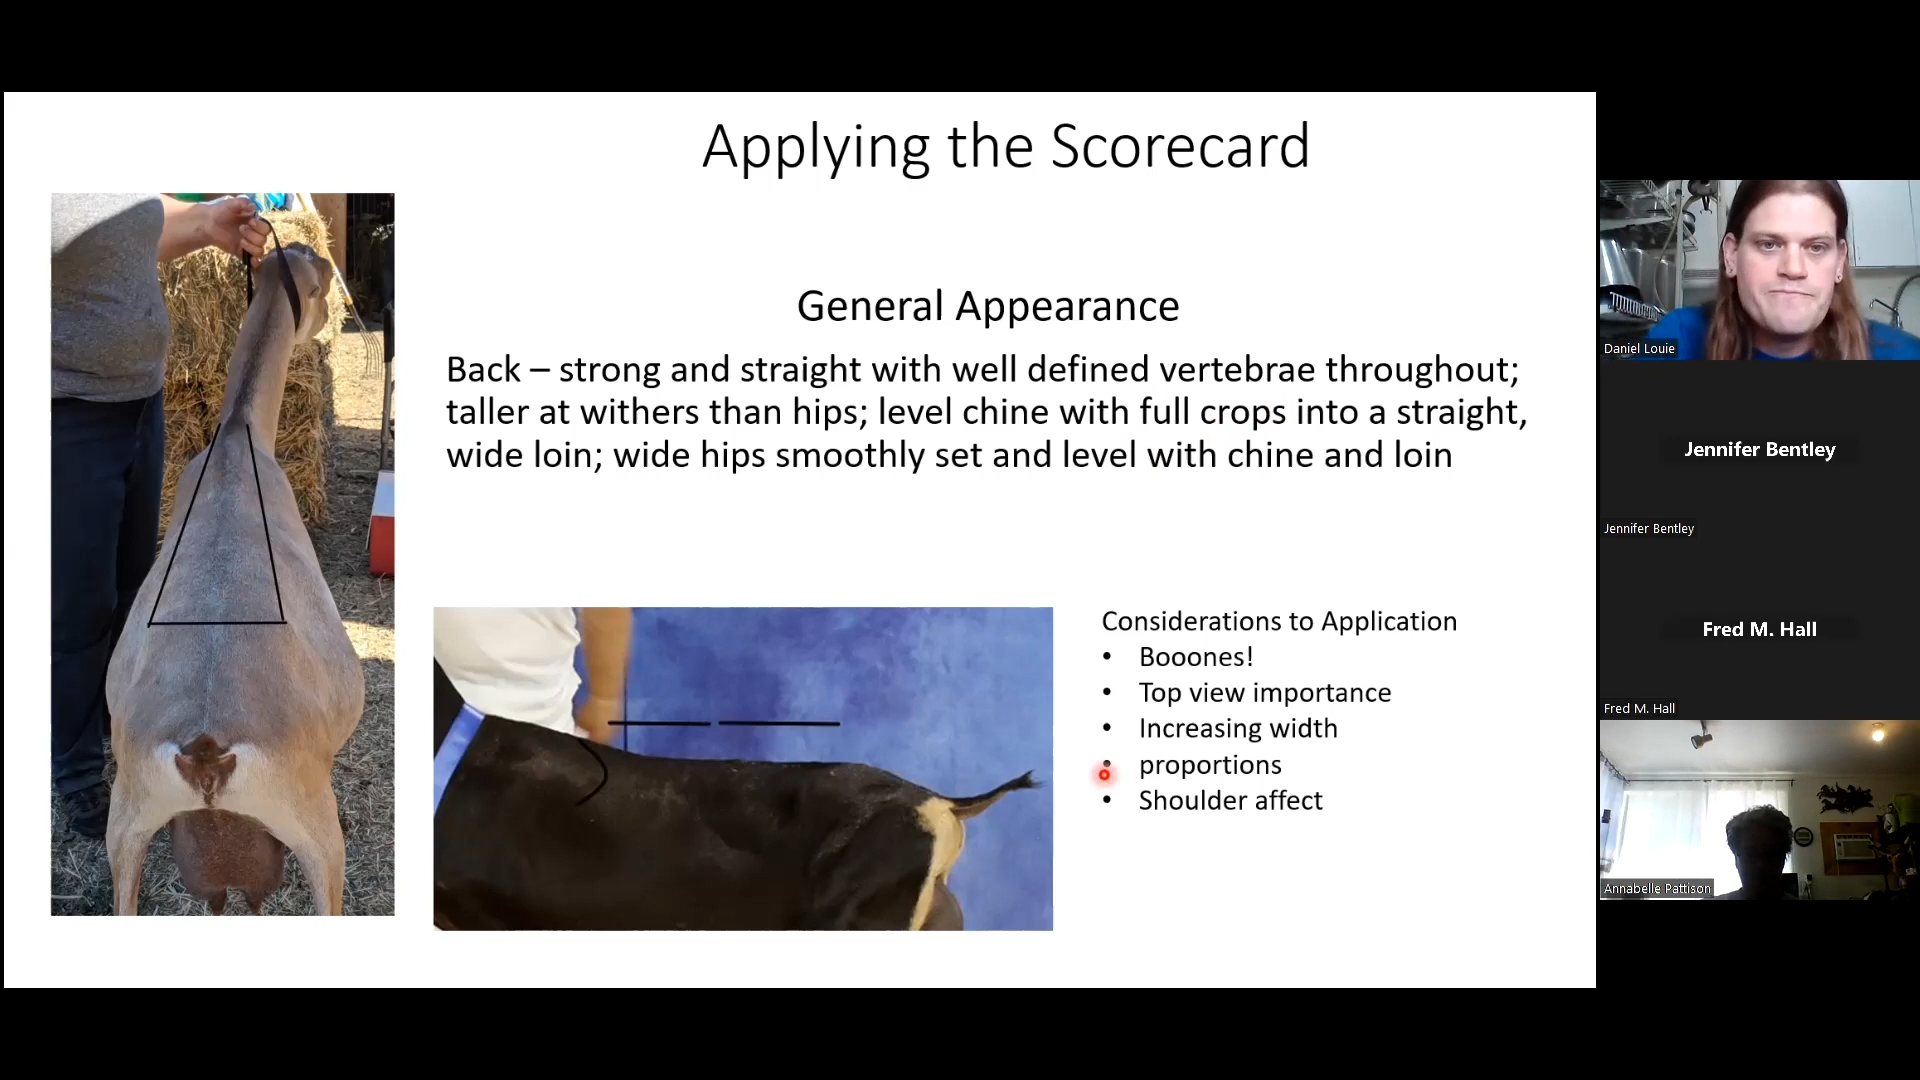 Applying the Scorecard
General Appearance
Back – strong and straight with well defined vertebrae throughout;
taller at withers than hips; level chine with full crops into a straight,
wide loin; wide hips smoothly set and level with chine and loin
Considerations to Application
• Booones!
• Top view importance
• Increasing width
• proportions
• Shoulder affect
Daniel Louie
Jennifer Bentley
Jennifer Bentley
Fred M. Hall
Fred M. Hall
Annabelle Pattison